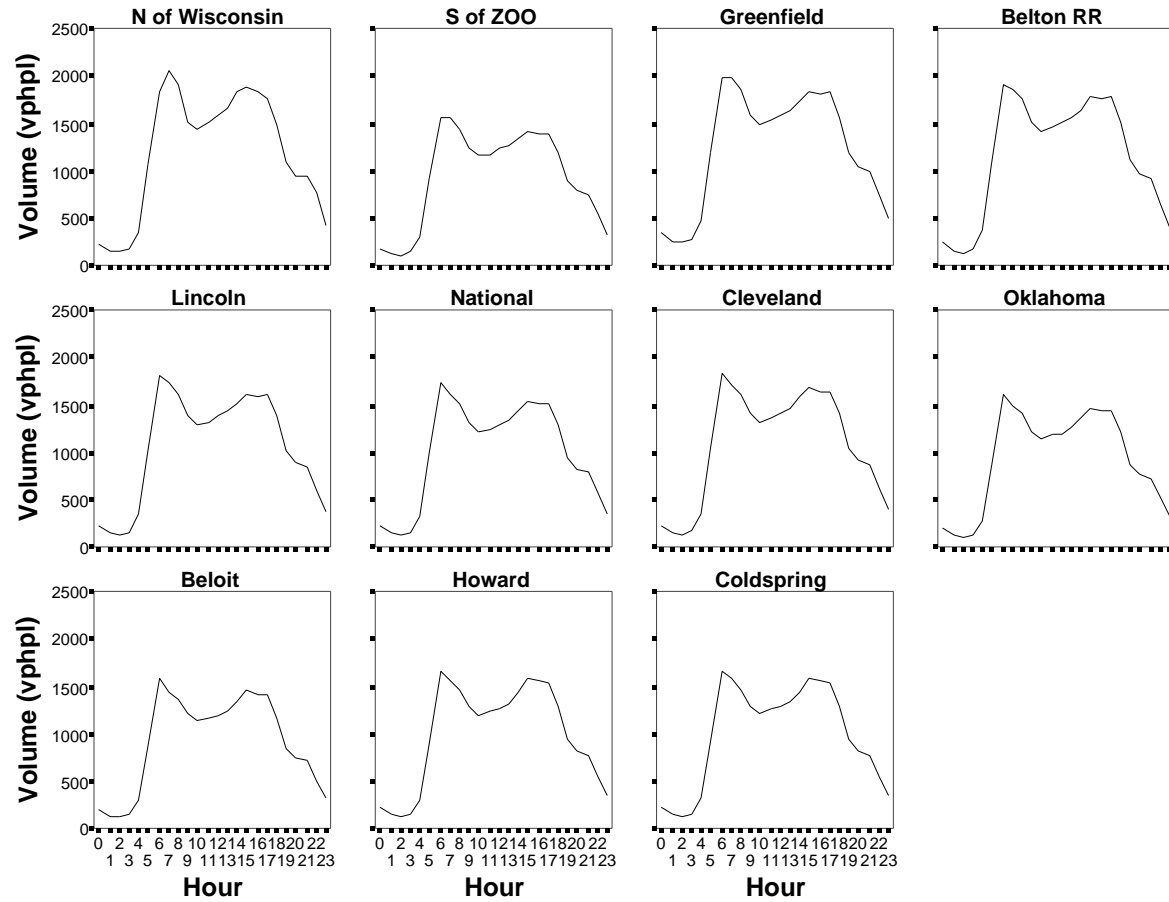 N of Wisconsin S of ZOO Greenfield Belton RR
2500
2000
1500
1000
500
0
Volume (vphpl)
Lincoln National Cleveland Oklahoma
2500
2000
1500
1000
500
0
Volume (vphpl)
Beloit Howard Coldspring
2500
2000
1500
1000
500
0
Volume (vphpl)
0 2 4 6 8 10 12 14 16 18 20 22 0 2 4 6 8 10 12 14 16 18 20 22 0 2 4 6 8 10 12 14 16 18 20 22
1 3 5 7 9 11 13 15 17 19 21 23 1 3 5 7 9 11 13 15 17 19 21 23 1 3 5 7 9 11 13 15 17 19 21 23
Hour Hour Hour